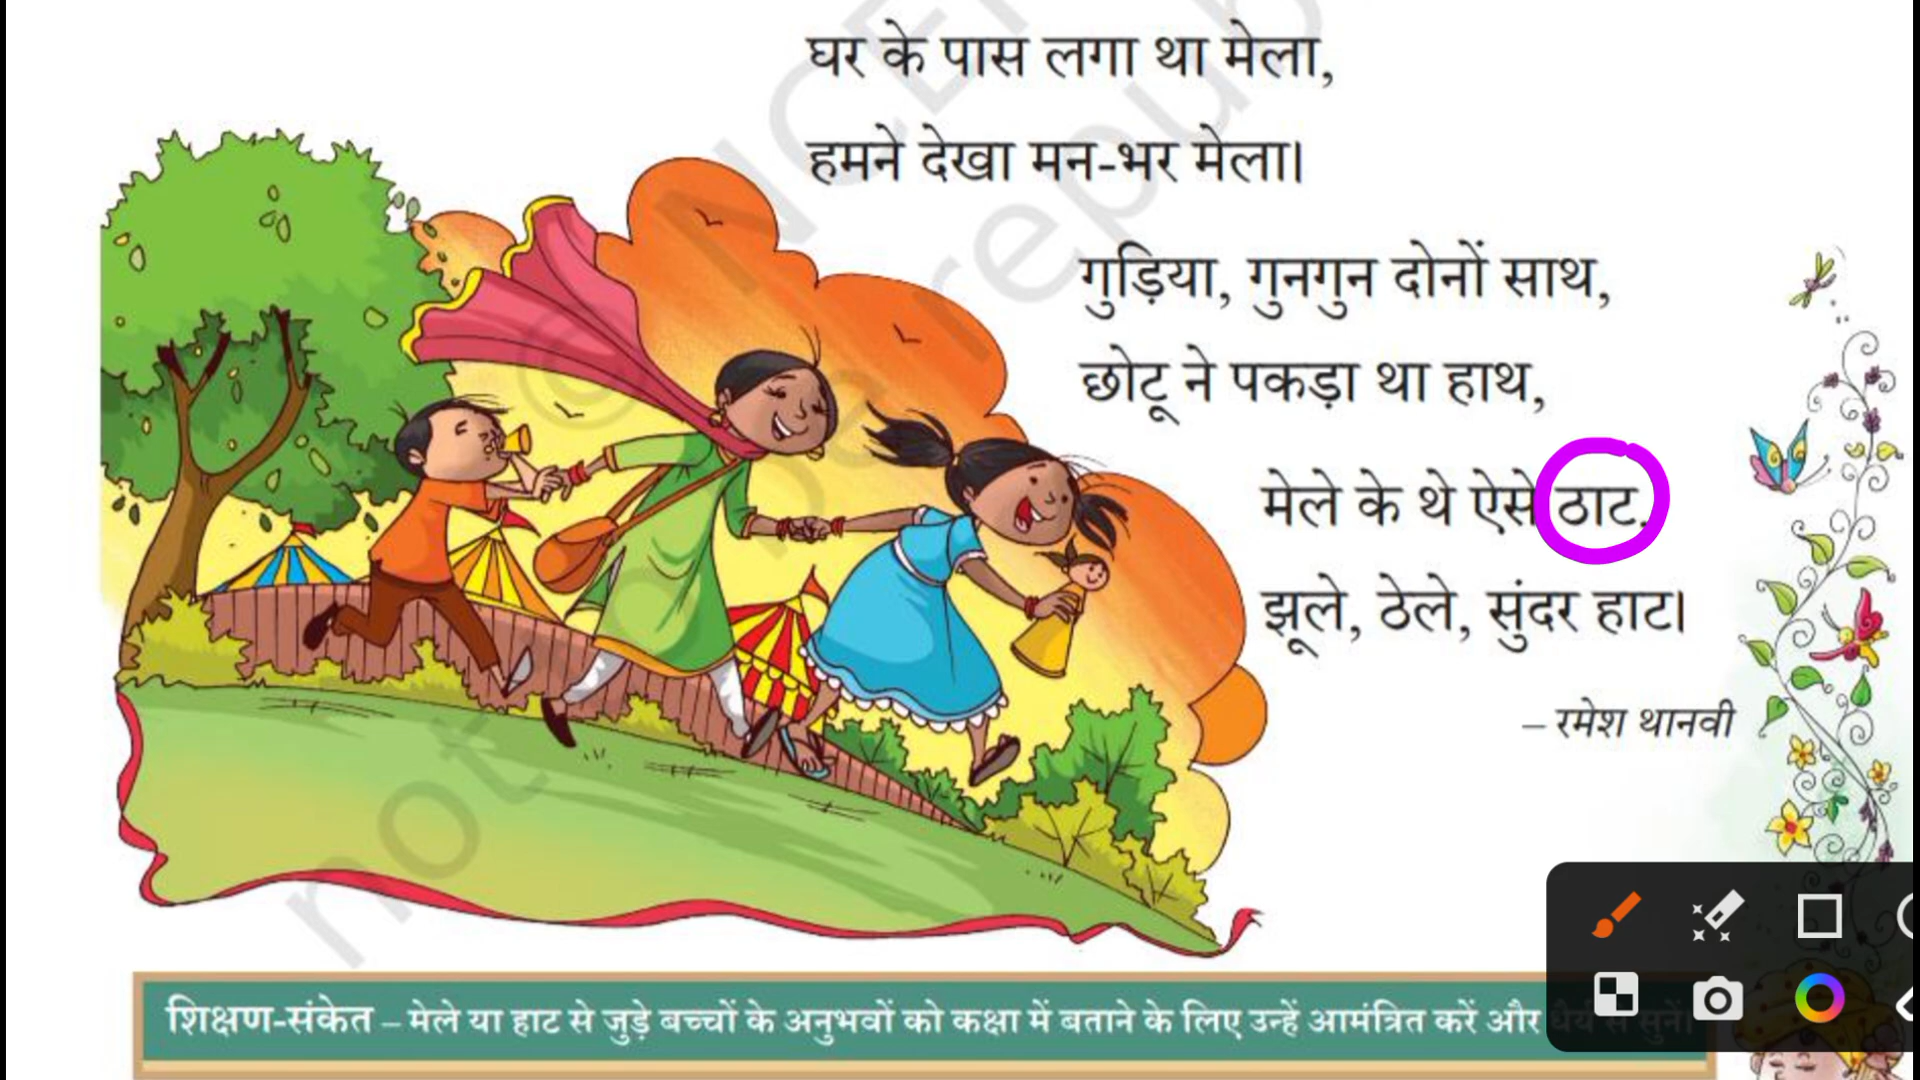 घर के पास लगा था मेला,
हमने देखा मन-भर मेला।
गुड़िया, गुनगुन दोनों साथ,
छोटू ने पकड़ा था हाथ,
मेले के थे ऐसे ठाट,
झूले, ठेले, सुंदर हाट।
– रमेश थानवी
शिक्षण-संकेत – मेले या हाट से जुड़े बच्चों के अनुभवों को कक्षा में बताने के लिए उन्हें आमंत्रित करें और धैर्य से सुनें।